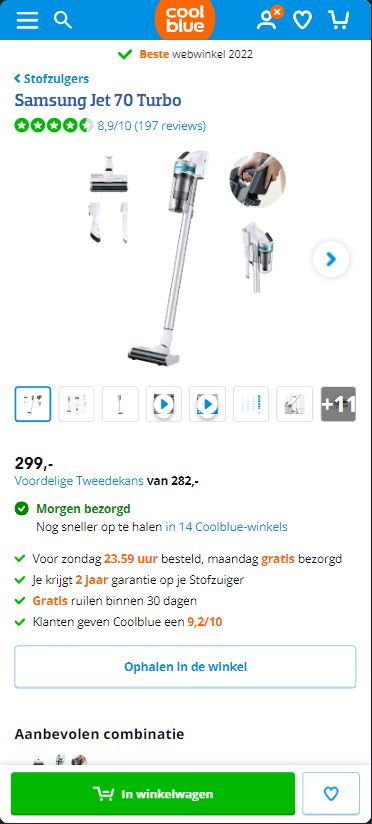 cool
blue
Beste webwinkel 2022
Stofzuigers
Samsung Jet 70 Turbo
8,9/10 (197 reviews)
+11
299,-
Voordelige Tweedekans van 282,-
Morgen bezorgd
Nog sneller op te halen in 14 Coolblue-winkels
Voor zondag 23.59 uur besteld, maandag gratis bezorgd
Je krijgt 2 jaar garantie op je Stofzuiger
Gratis ruilen binnen 30 dagen
Klanten geven Coolblue een 9,2/10
Ophalen in de winkel
Aanbevolen combinatie
In winkelwagen